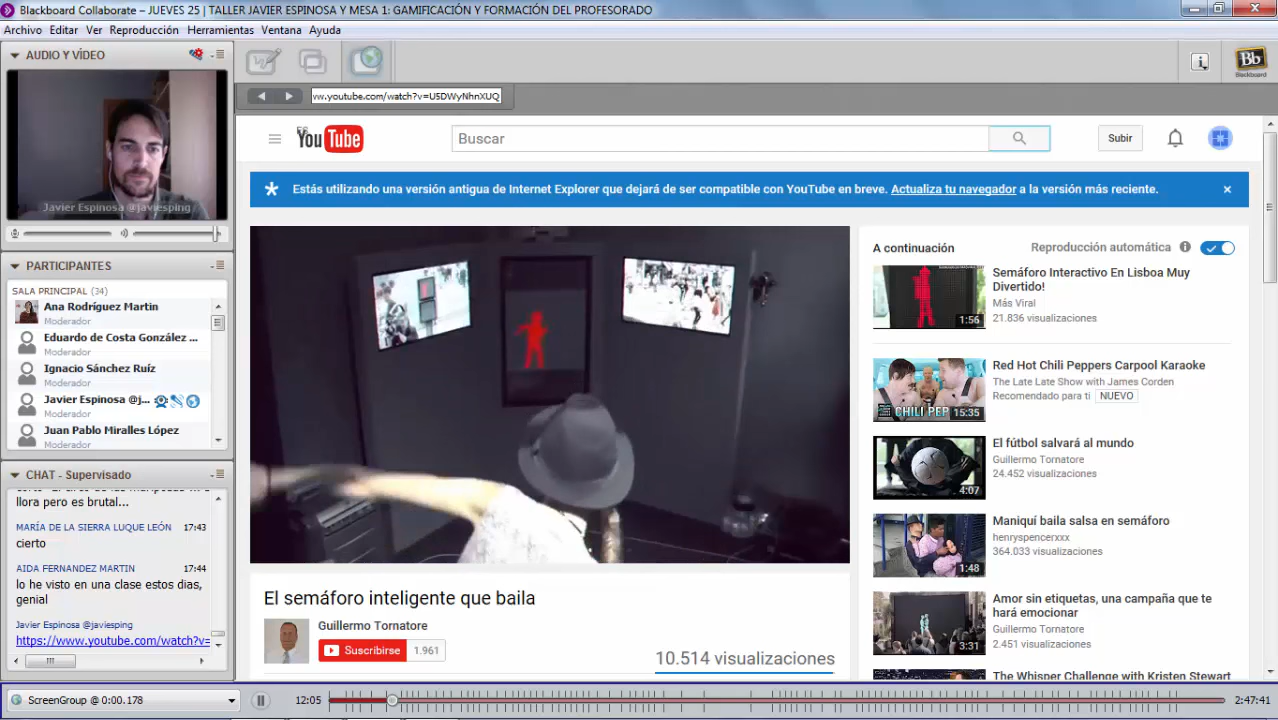 Blackboard Collaborate – JUEVES 25 | TALLER JAVIER ESPINOSA Y MESA 1: GAMIFICACIÓN Y FORMACIÓN DEL PROFESORADO
Archivo Editar Ver Reproducción Herramientas Ventana Ayuda
AUDIO Y VÍDEO
Javier Espinosa @javiesping
PARTICIPANTES
SALA PRINCIPAL (34)
Ana Rodríguez Martin
Moderador
Eduardo de Costa González ...
Moderador
Ignacio Sánchez Ruíz
Moderador
Javier Espinosa @j...
Moderador
Juan Pablo Miralles López
Moderador
CHAT - Supervisado
llora pero es brutal...
MARÍA DE LA SIERRA LUQUE LEÓN 17:43
cierto
AIDA FERNANDEZ MARTIN 17:44
lo he visto en una clase estos dias,
genial
Javier Espinosa @javiesping
https://www.youtube.com/watch?v=
i
Bb
Blackboard
vw.youtube.com/watch?v=U5DWyNhnXUQ
YouTube
ES
Buscar
Subir
Estás utilizando una versión antigua de Internet Explorer que dejará de ser compatible con YouTube en breve. Actualiza tu navegador a la versión más reciente.
El semáforo inteligente que baila
Guillermo Tornatore
Suscribirse 1.961
10.514 visualizaciones
A continuación Reproducción automática
Semáforo Interactivo En Lisboa Muy
Divertido!
Más Viral
21.836 visualizaciones
1:56
Red Hot Chili Peppers Carpool Karaoke
The Late Late Show with James Corden
Recomendado para ti NUEVO
CHILI PEP
15:35
El fútbol salvará al mundo
Guillermo Tornatore
24.452 visualizaciones
4:07
Maniquí baila salsa en semáforo
henryspencerxxx
364.033 visualizaciones
1:48
Amor sin etiquetas, una campaña que te
hará emocionar
Guillermo Tornatore
2.451 visualizaciones
3:31
The Whisper Challenge with Kristen Stewart
ScreenGroup @ 0:00.178
12:05
2:47:41